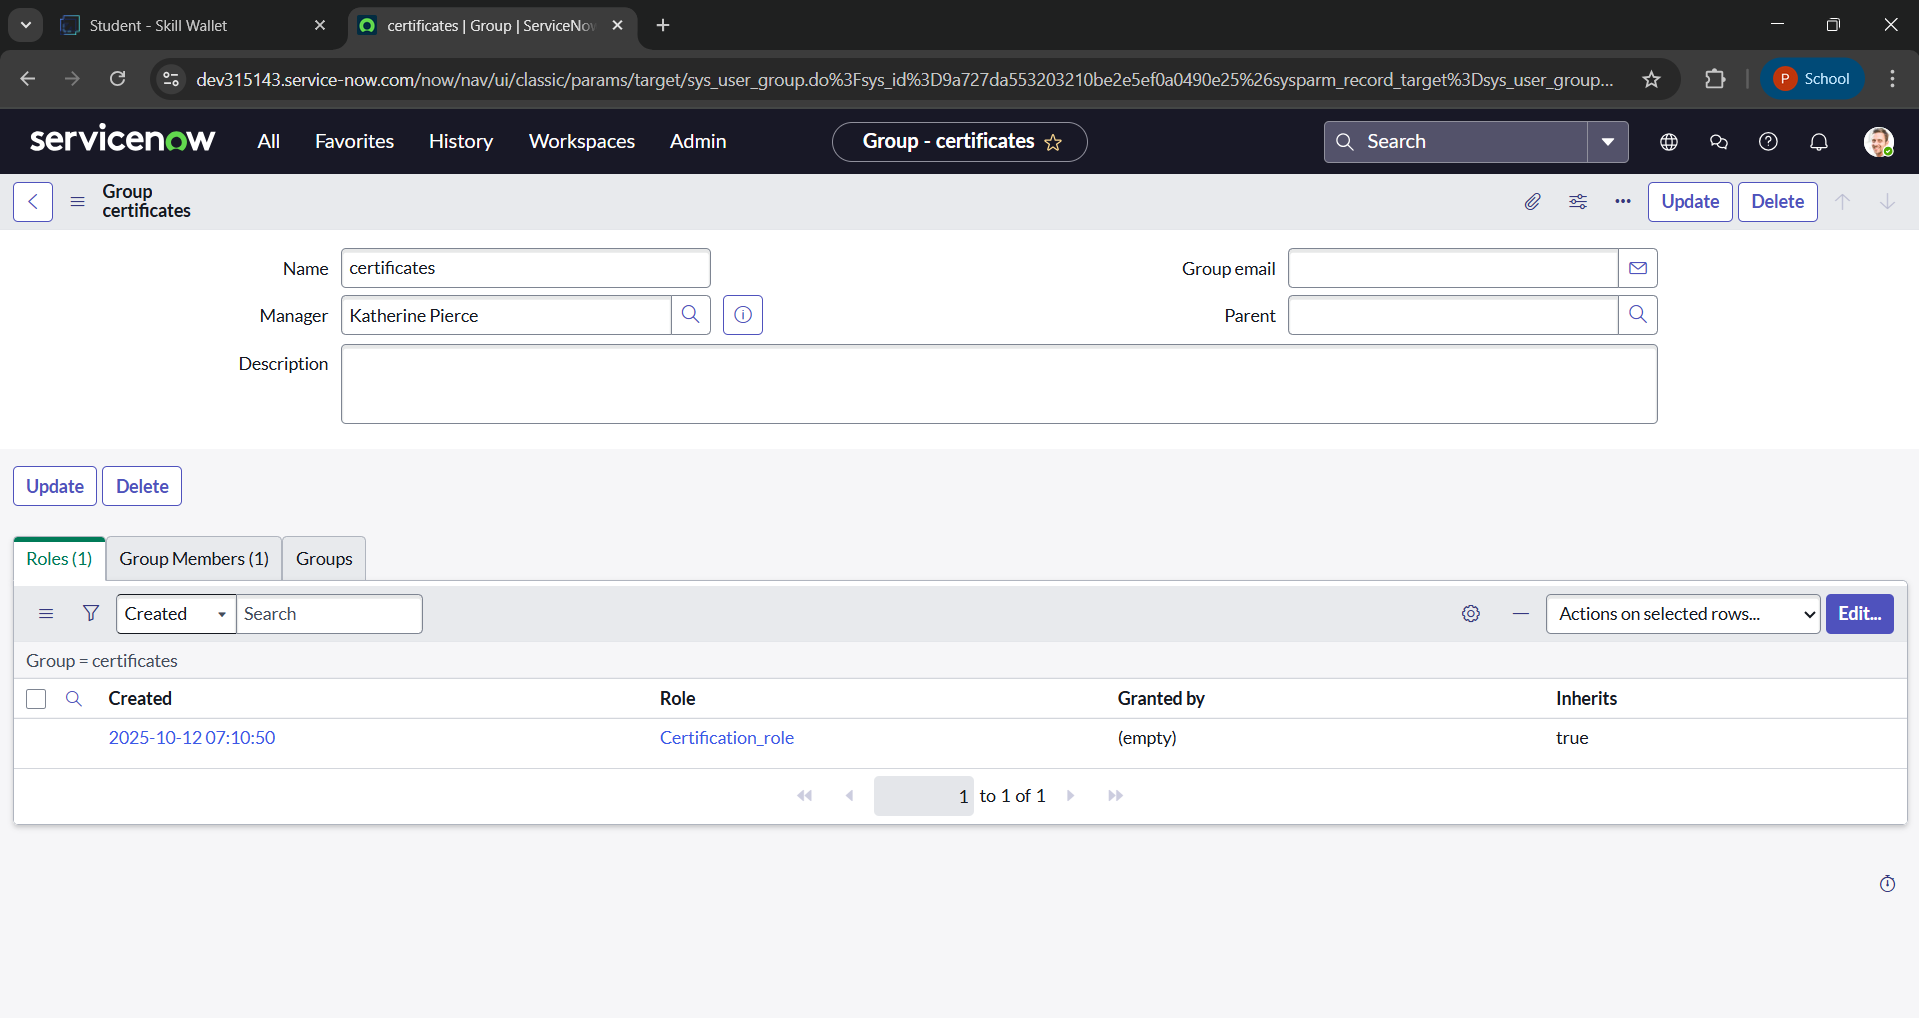 Student - Skill Wallet
certificates | Group | ServiceNov
dev315143.service-now.com/now/nav/ui/classic/params/target/sys_user_group.do%3Fsys_id%3D9a727da553203210be2e5ef0a0490e25%26sysparm_record_target%3Dsys_user_group...
P School
servicenow All Favorites History Workspaces Admin Group - certificates Search
Group
certificates
Update Delete
Name certificates Group email
Manager Katherine Pierce Parent
Description
Update Delete
Roles (1) Group Members (1) Groups
Created Search Actions on selected rows... Edit...
Group = certificates
Created Role Granted by Inherits
2025-10-12 07:10:50 Certification_role (empty) true
1 to 1 of 1